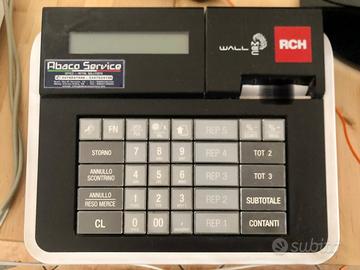 WALL
RCH
Abaco Service
FN
REP 5
STORNO
7
8
9
REP 4
TOT 2
ANNULLO
SCONTRINO
4
5
6
REP 3
TOT 3
ANNULLO
RESO MERCE
1
2
3
REP 2
SUBTOTALE
CL
0
00
REP 1
CONTANTI
subito